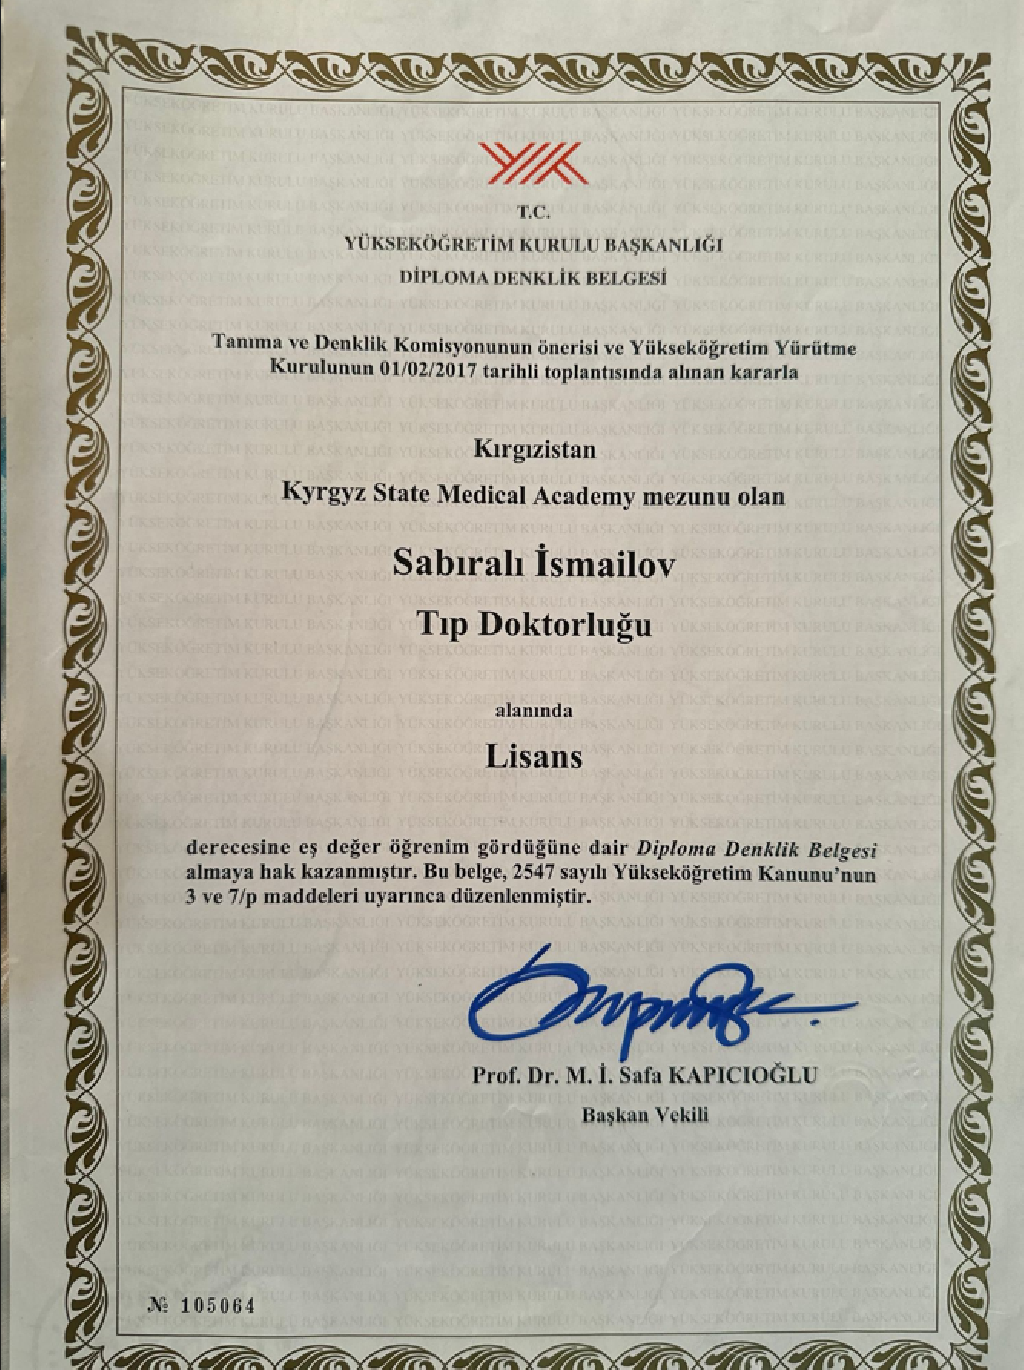 T.C.
YÜKSEKÖĞRETİM KURULU BAŞKANLIĞI
DİPLOMA DENKLİK BELGESİ
Tanıma ve Denklik Komisyonunun önerisi ve Yükseköğretim Yürütme
Kurulunun 01/02/2017 tarihli toplantısında alınan kararla
Kırgızistan
Kyrgyz State Medical Academy mezunu olan
Sabıralı İsmailov
Tıp Doktorluğu
alanında
Lisans
derecesine eş değer öğrenim gördüğüne dair Diploma Denklik Belgesi
almaya hak kazanmıştır. Bu belge, 2547 sayılı Yükseköğretim Kanunu’nun
3 ve 7/p maddeleri uyarınca düzenlenmiştir.
Prof. Dr. M. İ. Safa KAPICIOĞLU
Başkan Vekili
№ 105064